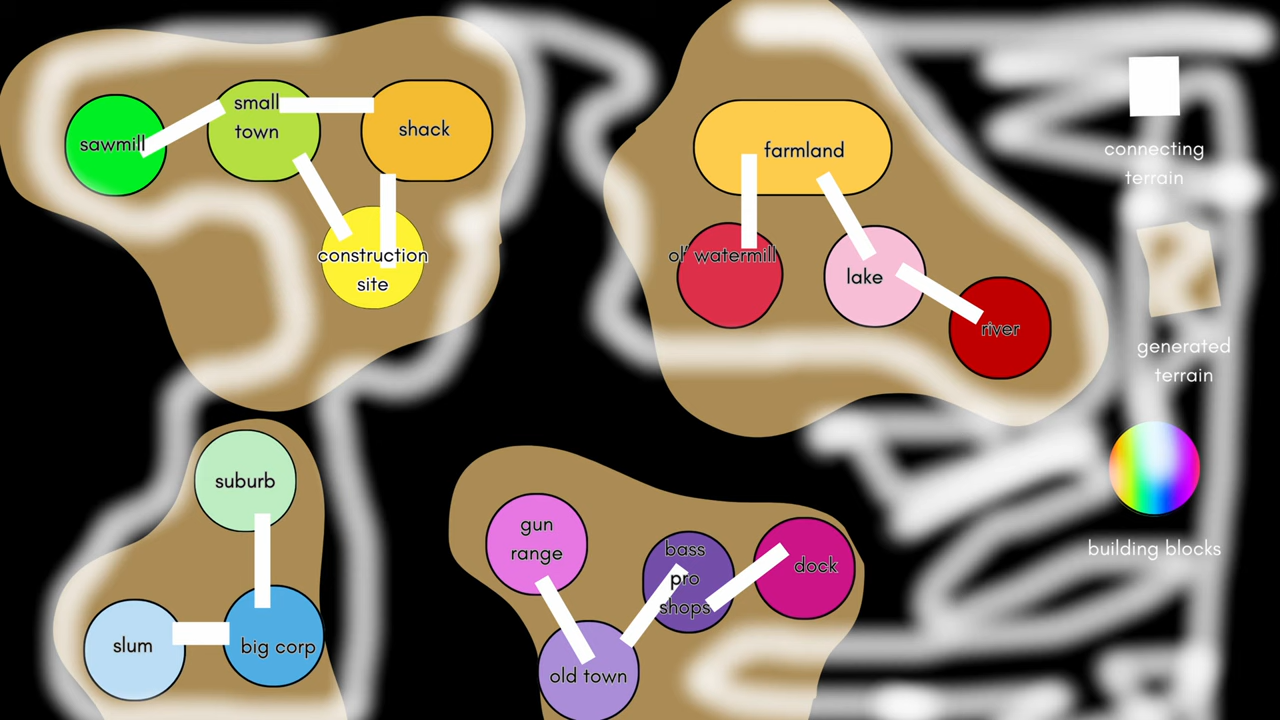 sawmill
small
town
shack
construction
site
farmland
ol' watermill
lake
river
suburb
slum
big corp
gun
range
bass
pro
shops
dock
old town
connecting
terrain
generated
terrain
building blocks